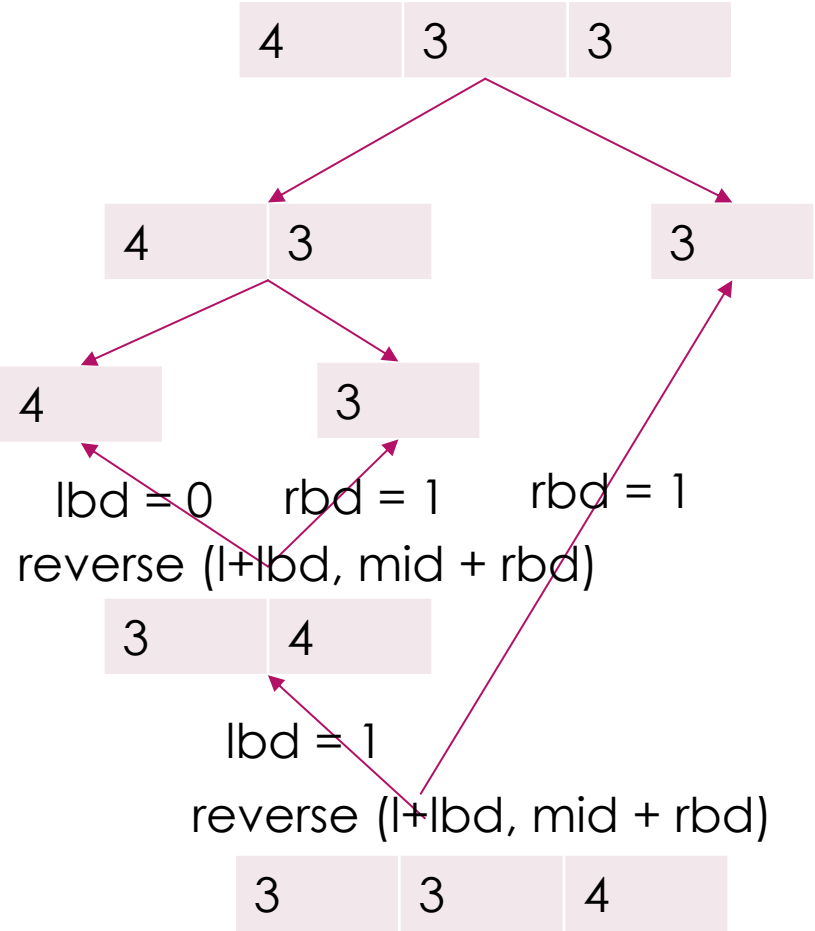 4 3 3
4 3 3
4 3
lbd = 0 rbd = 1 rbd = 1
reverse (l+lbd, mid + rbd)
3 4
lbd = 1
reverse (l+lbd, mid + rbd)
3 3 4